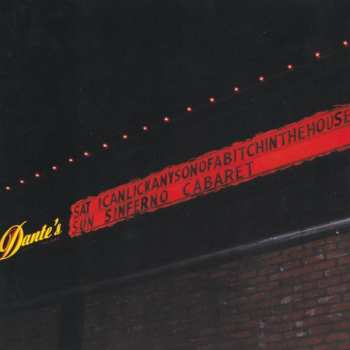 Dante's
SAT ICANLICKANYSONOFABITCHINTHEHOUSE
SUN SINFERNO CABARET